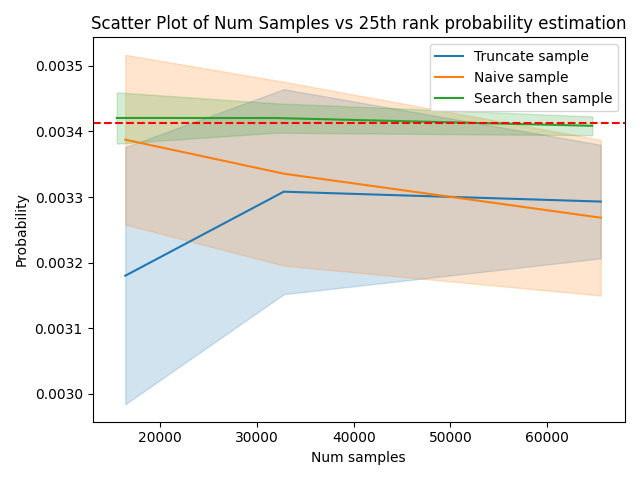 Scatter Plot of Num Samples vs 25th rank probability estimation
Truncate sample
Naive sample
Search then sample
0.0035
0.0034
0.0033
0.0032
0.0031
0.0030
Probability
20000 30000 40000 50000 60000
Num samples